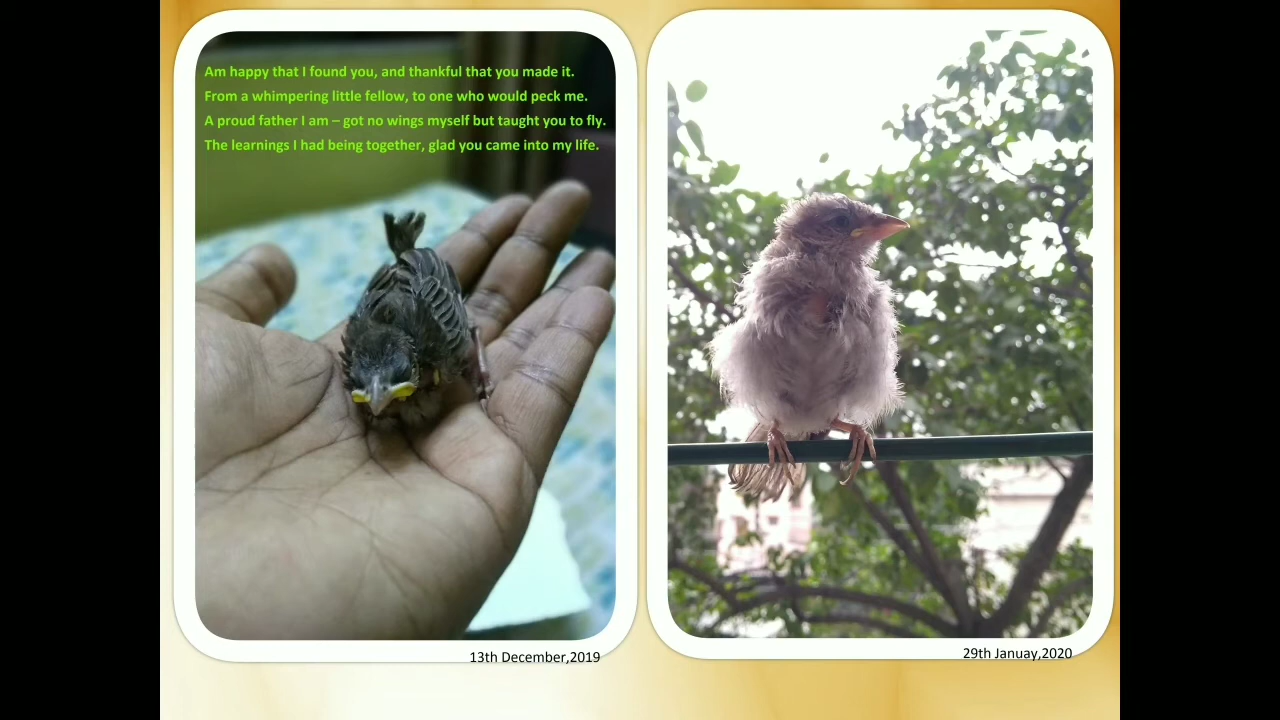 Am happy that I found you, and thankful that you made it.
From a whimpering little fellow, to one who would peck me.
A proud father I am – got no wings myself but taught you to fly.
The learnings I had being together, glad you came into my life.
13th December,2019
29th Januay,2020